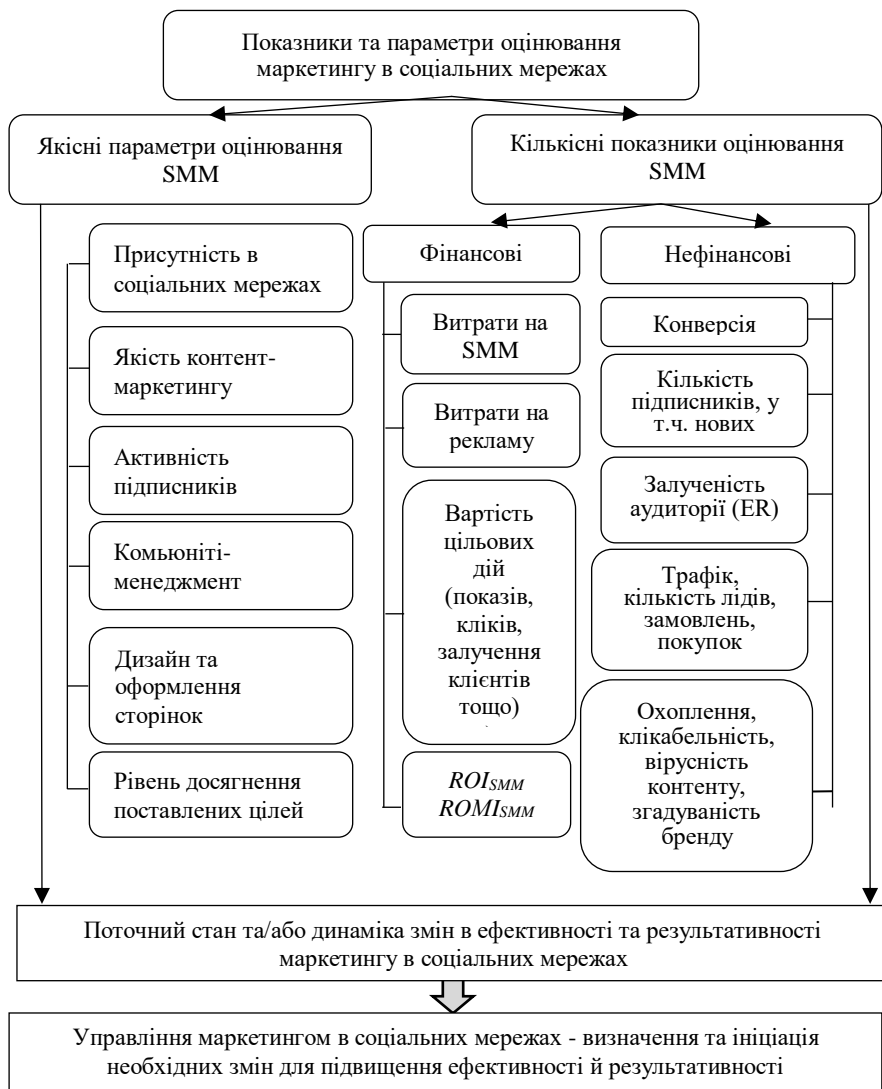 Показники та параметри оцінювання
маркетингу в соціальних мережах
Якісні параметри оцінювання
SMM
Кількісні показники оцінювання
SMM
Присутність в
соціальних мережах
Якість контент-
маркетингу
Активність
підписників
Комьюніті-
менеджмент
Дизайн та
оформлення
сторінок
Рівень досягнення
поставлених цілей
Фінансові
Витрати на
SMM
Витрати на
рекламу
Вартість
цільових
дій
(показів,
кліків,
залучення
клієнтів
тощо)
ROISMM
ROMISMM
Нефінансові
Конверсія
Кількість
підписників, у
т.ч. нових
Залученість
аудиторії (ER)
Трафік,
кількість лідів,
замовлень,
покупок
Охоплення,
клікабельність,
вірусність
контенту,
згадуваність
бренду
Поточний стан та/або динаміка змін в ефективності та результативності
маркетингу в соціальних мережах
Управління маркетингом в соціальних мережах - визначення та ініціація
необхідних змін для підвищення ефективності й результативності